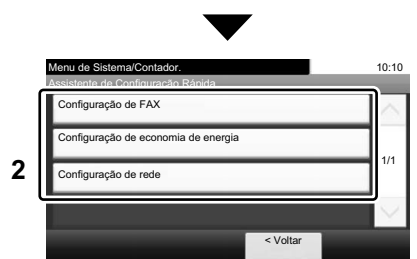 Menu de Sistema/Contador.
10:10
Assistente de Configuração Rápida
Configuração de FAX
Configuração de economia de energia
2
1/1
Configuração de rede
< Voltar